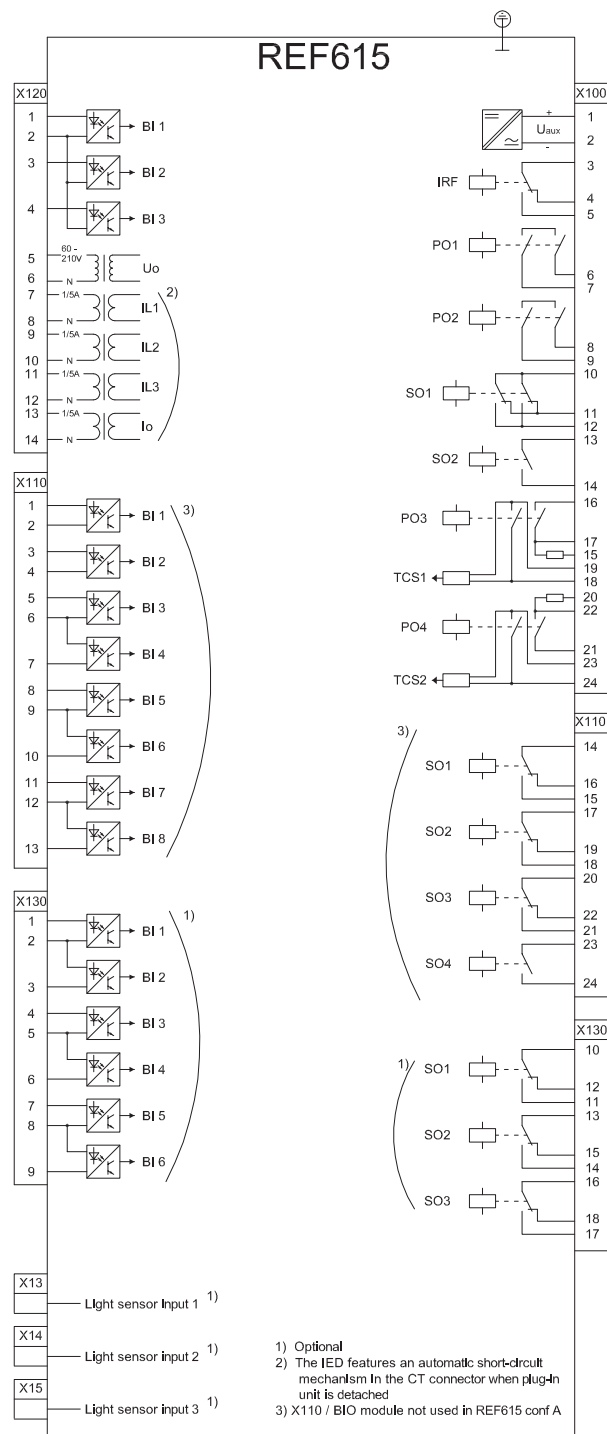 REF615
X120
1
2
BI 1
3
BI 2
4
BI 3
5
60 -
210V
6
N
Uo
7
1/5A
2)
8
N
IL1
9
1/5A
10
N
IL2
11
1/5A
12
N
IL3
13
1/5A
14
N
Io
X110
1
2
BI 1
3)
3
4
BI 2
5
6
BI 3
7
BI 4
8
9
BI 5
10
BI 6
11
12
BI 7
13
BI 8
X130
1
2
BI 1
1)
3
BI 2
4
5
BI 3
6
BI 4
7
8
BI 5
9
BI 6
X13
Light sensor input 1 1)
X14
Light sensor input 2 1)
X15
Light sensor input 3 1)
X100
+
1
Uaux
-
2
3
IRF
4
5
PO1
6
7
PO2
8
9
10
SO1
11
12
13
SO2
14
16
PO3
17
15
19
TCS1
18
20
22
PO4
21
23
TCS2
24
X110
3)
14
SO1
16
15
17
SO2
19
18
20
SO3
22
21
23
SO4
24
X130
10
1)
SO1
12
11
13
SO2
15
14
16
SO3
18
17
1) Optional
2) The IED features an automatic short-circuit
mechanism in the CT connector when plug-in
unit is detached
3) X110 / BIO module not used in REF615 conf A